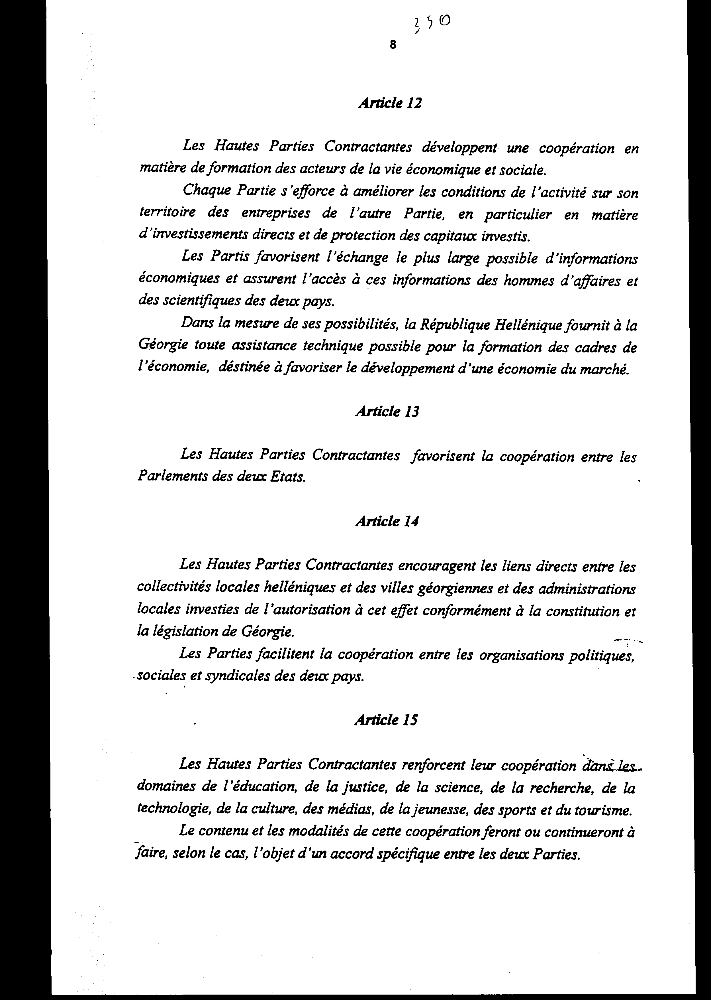 350
8
Article 12
Les Hautes Parties Contractantes développent une coopération en
matière de formation des acteurs de la vie économique et sociale.
Chaque Partie s'efforce à améliorer les conditions de l'activité sur son
territoire des entreprises de l'autre Partie, en particulier en matière
d'investissements directs et de protection des capitaux investis.
Les Partis favorisent l'échange le plus large possible d'informations
économiques et assurent l'accès à ces informations des hommes d'affaires et
des scientifiques des deux pays.
Dans la mesure de ses possibilités, la République Hellénique fournit à la
Géorgie toute assistance technique possible pour la formation des cadres de
l'économie, déstinée à favoriser le développement d'une économie du marché.
Article 13
Les Hautes Parties Contractantes favorisent la coopération entre les
Parlements des deux Etats.
Article 14
Les Hautes Parties Contractantes encouragent les liens directs entre les
collectivités locales helléniques et des villes géorgiennes et des administrations
locales investies de l'autorisation à cet effet conformément à la constitution et
la législation de Géorgie.
Les Parties facilitent la coopération entre les organisations politiques,
sociales et syndicales des deux pays.
Article 15
Les Hautes Parties Contractantes renforcent leur coopération dans les
domaines de l'éducation, de la justice, de la science, de la recherche, de la
technologie, de la culture, des médias, de la jeunesse, des sports et du tourisme.
Le contenu et les modalités de cette coopération feront ou continueront à
faire, selon le cas, l'objet d'un accord spécifique entre les deux Parties.